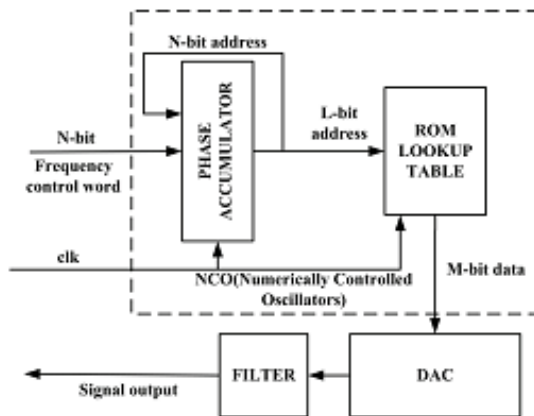 N-bit address
N-bit
Frequency
control word
PHASE
ACCUMULATOR
L-bit
address
ROM
LOOKUP
TABLE
clk
NCO(Numerically Controlled
Oscillators)
M-bit data
Signal output
FILTER
DAC